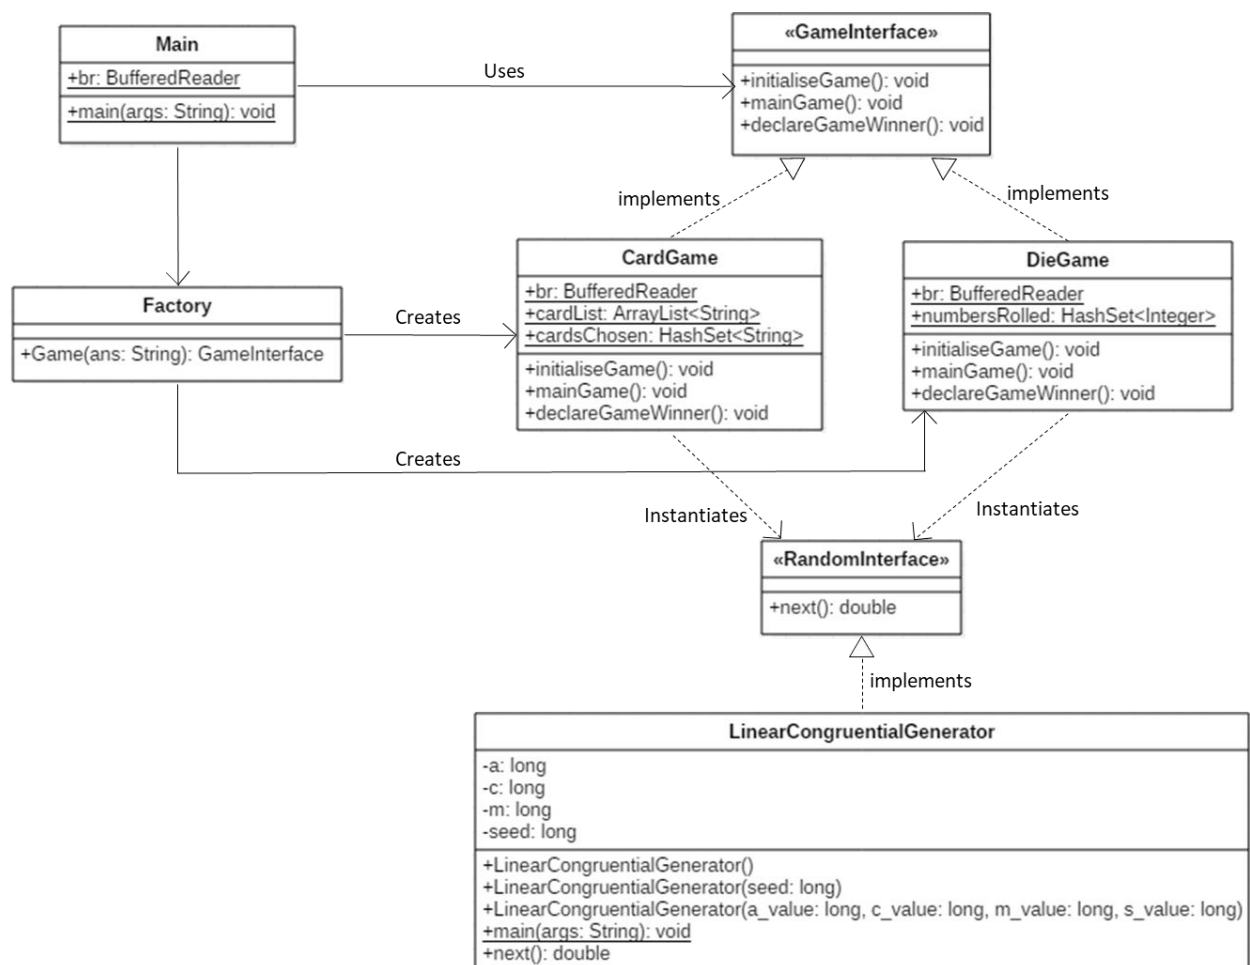 Main
+br: BufferedReader
+main(args: String): void
Uses
«GameInterface»
+initialiseGame(): void
+mainGame(): void
+declareGameWinner(): void
implements
implements
Factory
+Game(ans: String): GameInterface
Creates
CardGame
+br: BufferedReader
+cardList: ArrayList<String>
+cardsChosen: HashSet<String>
+initialiseGame(): void
+mainGame(): void
+declareGameWinner(): void
DieGame
+br: BufferedReader
+numbersRolled: HashSet<Integer>
+initialiseGame(): void
+mainGame(): void
+declareGameWinner(): void
Creates
Instantiates
Instantiates
«RandomInterface»
+next(): double
implements
LinearCongruentialGenerator
-a: long
-c: long
-m: long
-seed: long
+LinearCongruentialGenerator()
+LinearCongruentialGenerator(seed: long)
+LinearCongruentialGenerator(a_value: long, c_value: long, m_value: long, s_value: long)
+main(args: String): void
+next(): double